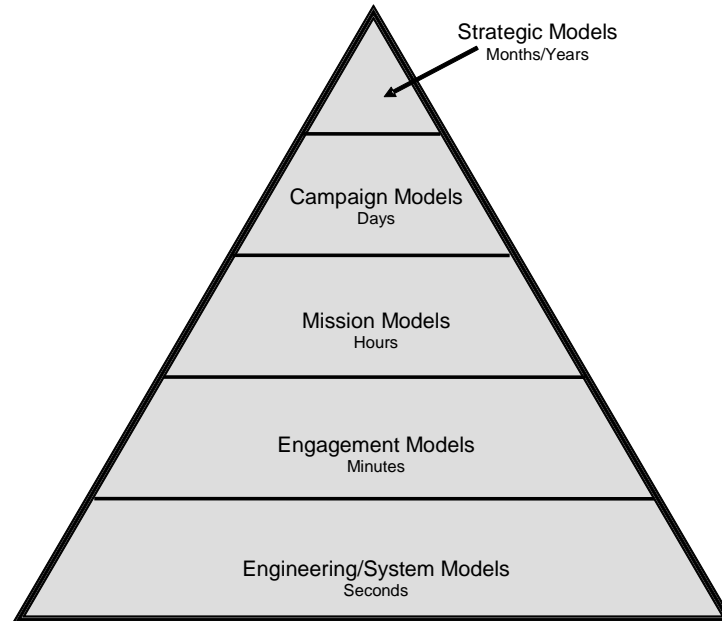 Strategic Models
Months/Years
Campaign Models
Days
Mission Models
Hours
Engagement Models
Minutes
Engineering/System Models
Seconds